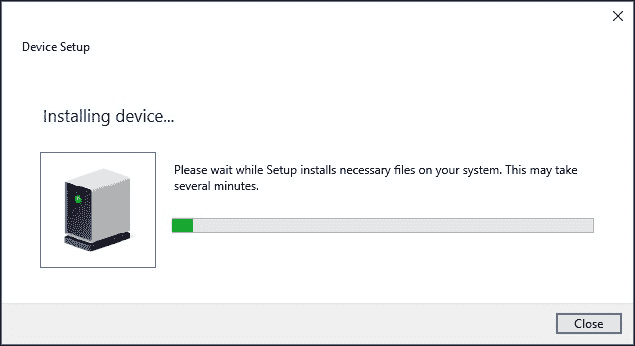 Device Setup
Installing device...
Please wait while Setup installs necessary files on your system. This may take
several minutes.
Close